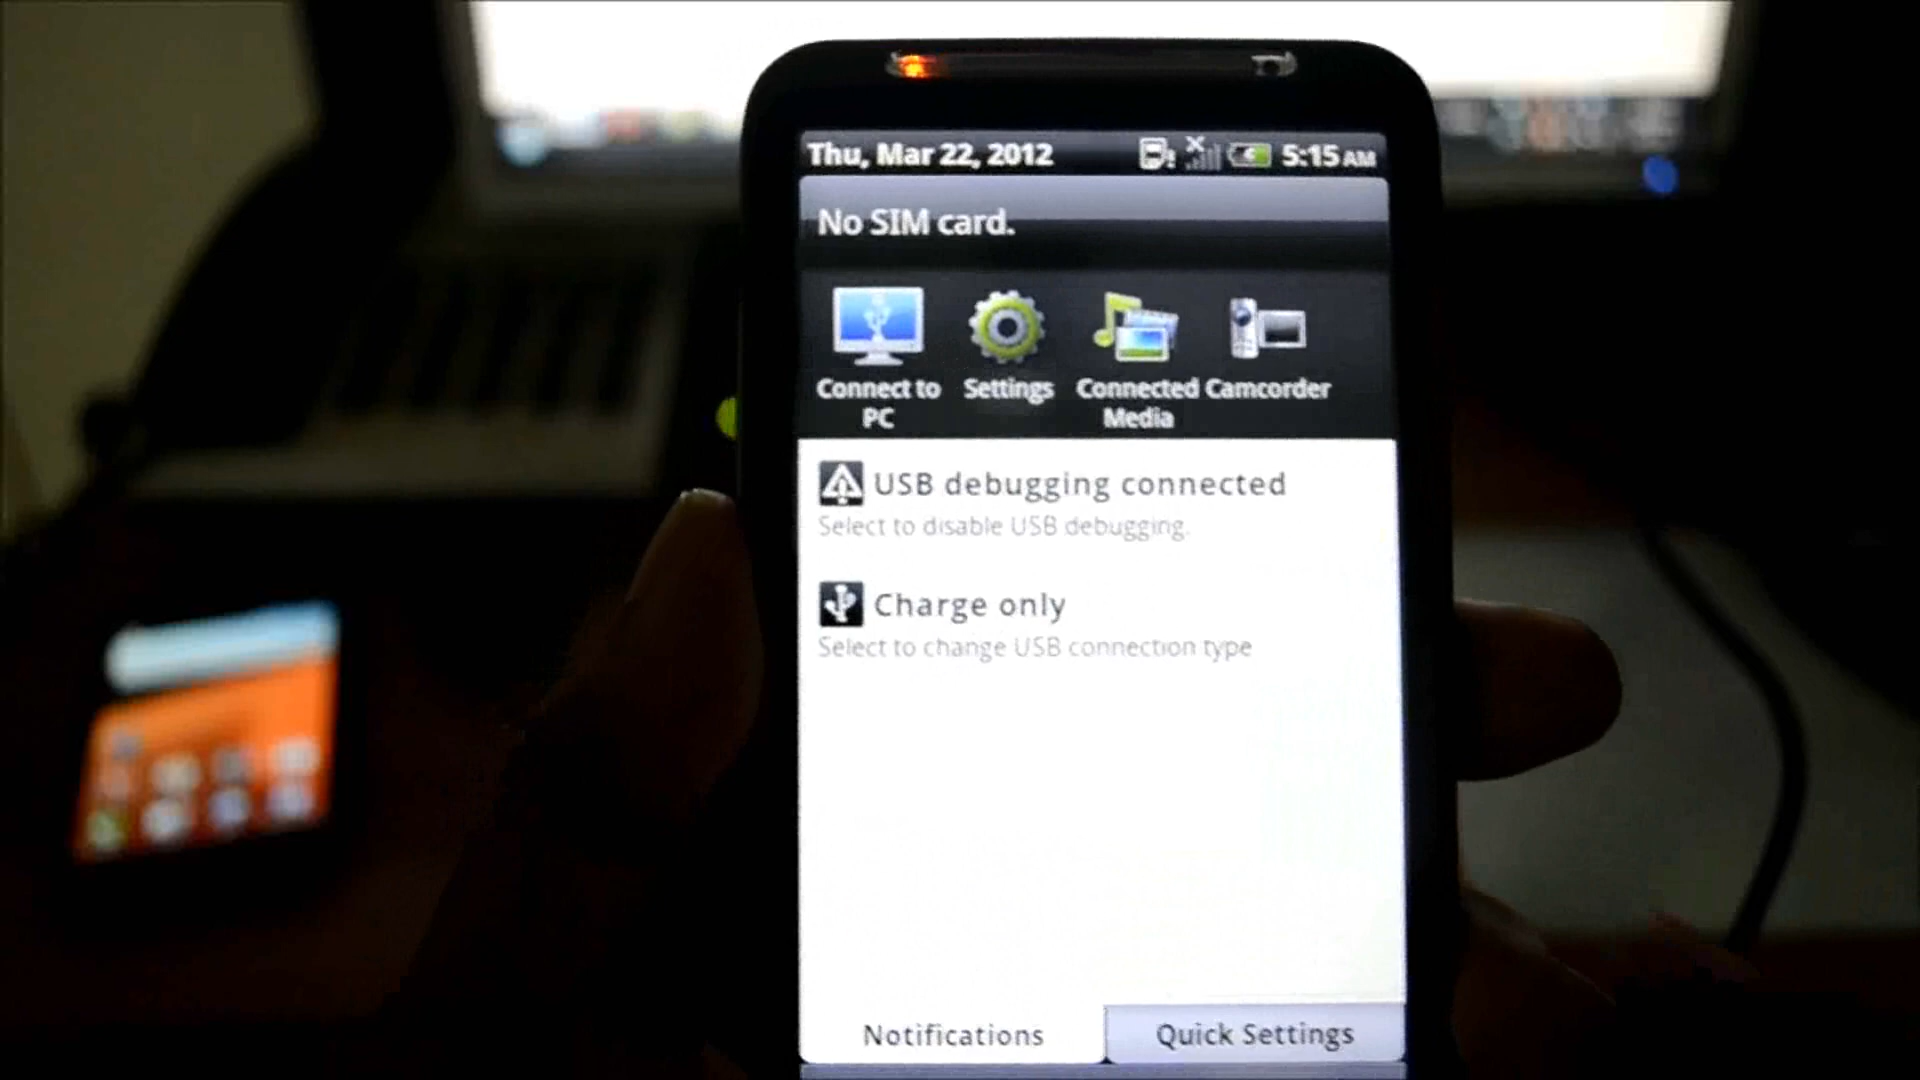 Thu, Mar 22, 2012 5:15 AM
No SIM card.
Connect to PC Settings Connected Media Camcorder
USB debugging connected
Select to disable USB debugging.
Charge only
Select to change USB connection type
Notifications Quick Settings